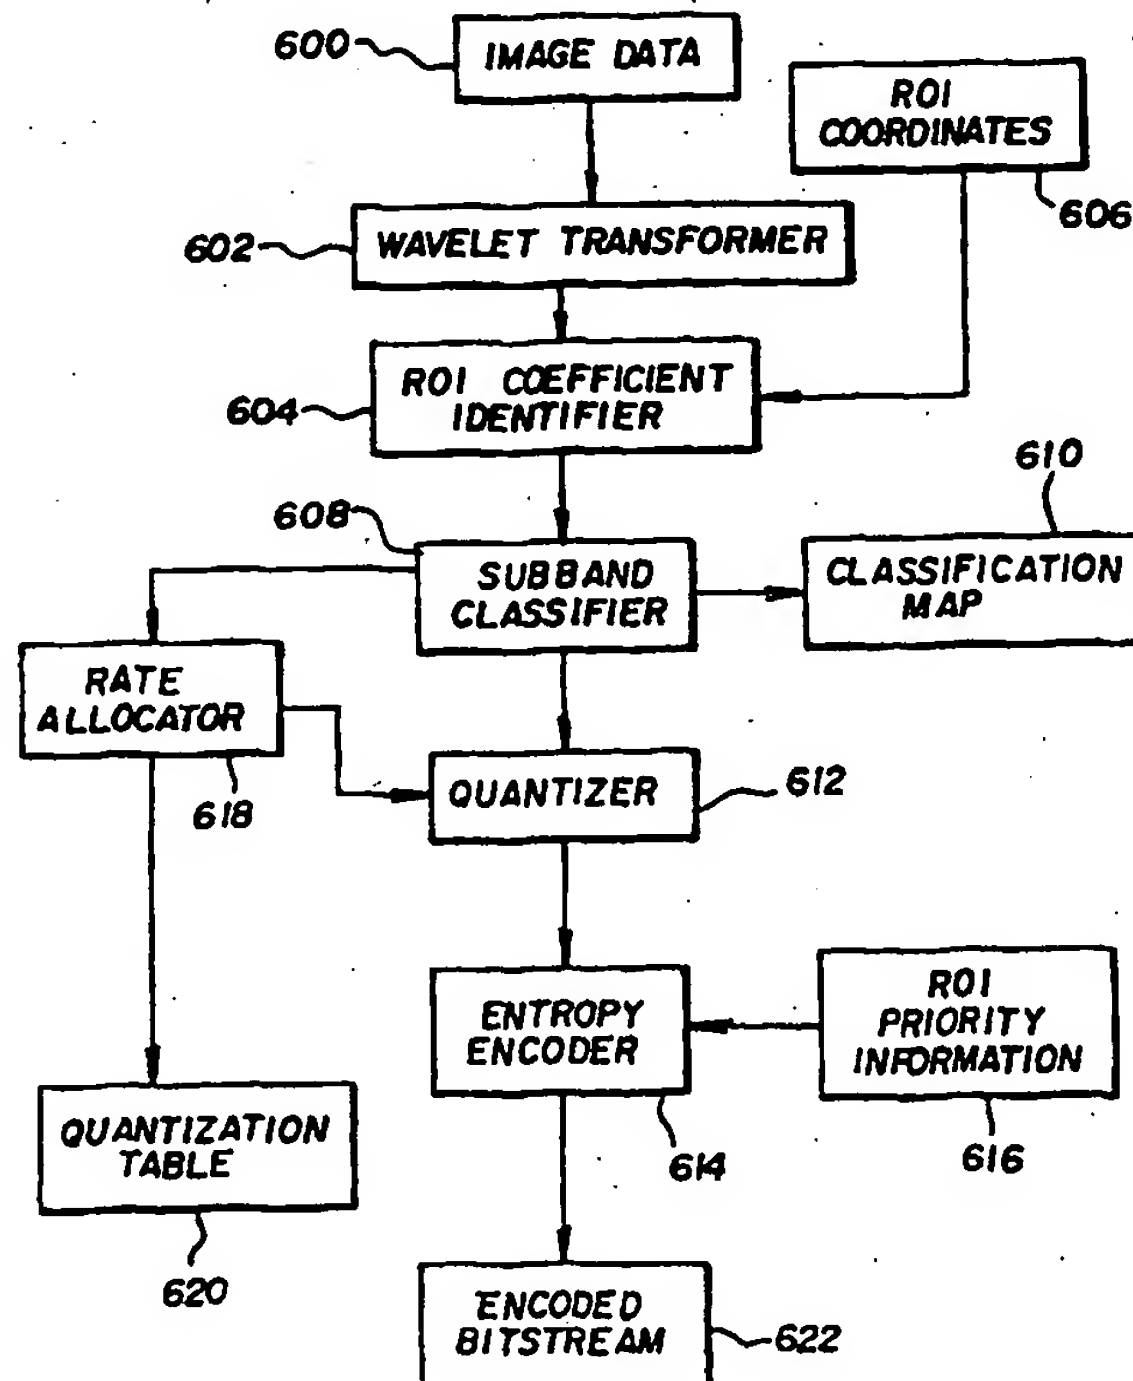 600
IMAGE DATA
ROI
COORDINATES
606
602
WAVELET TRANSFORMER
604
ROI COEFFICIENT
IDENTIFIER
610
608
SUBBAND
CLASSIFIER
CLASSIFICATION
MAP
RATE
ALLOCATOR
618
QUANTIZER
612
ENTROPY
ENCODER
614
ROI
PRIORITY
INFORMATION
616
QUANTIZATION
TABLE
620
ENCODED
BITSTREAM
622